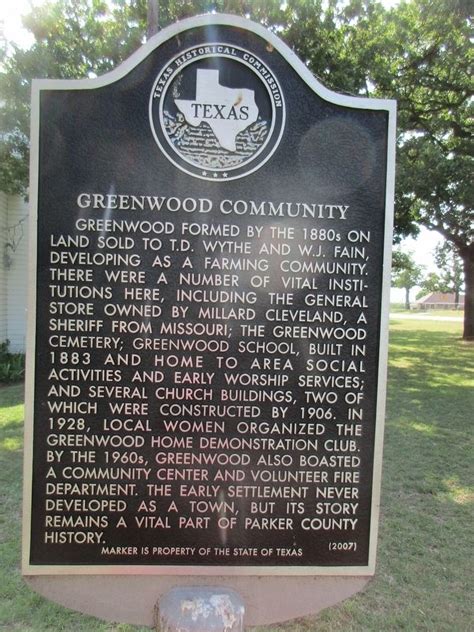 TEXAS HISTORICAL COMMISSION
TEXAS
GREENWOOD COMMUNITY
GREENWOOD FORMED BY THE 1880s ON
LAND SOLD TO T.D. WYTHE AND W.J. FAIN,
DEVELOPING AS A FARMING COMMUNITY.
THERE WERE A NUMBER OF VITAL INSTI-
TUTIONS HERE, INCLUDING THE GENERAL
STORE OWNED BY MILLARD CLEVELAND, A
SHERIFF FROM MISSOURI; THE GREENWOOD
CEMETERY; GREENWOOD SCHOOL, BUILT IN
1883 AND HOME TO AREA SOCIAL
ACTIVITIES AND EARLY WORSHIP SERVICES;
AND SEVERAL CHURCH BUILDINGS, TWO OF
WHICH WERE CONSTRUCTED BY 1906. IN
1928, LOCAL WOMEN ORGANIZED THE
GREENWOOD HOME DEMONSTRATION CLUB.
BY THE 1960s, GREENWOOD ALSO BOASTED
A COMMUNITY CENTER AND VOLUNTEER FIRE
DEPARTMENT. THE EARLY SETTLEMENT NEVER
DEVELOPED AS A TOWN, BUT ITS STORY
REMAINS A VITAL PART OF PARKER COUNTY
HISTORY.
(2007)
MARKER IS PROPERTY OF THE STATE OF TEXAS